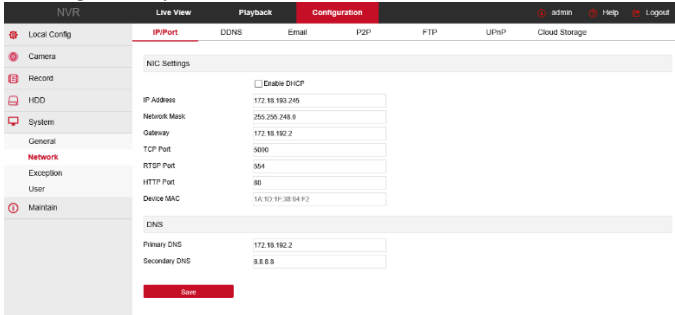 NVR Live View Playback Configuration admin Help Logout
Local Config IP/Port DDNS Email P2P FTP UPnP Cloud Storage
Camera
NIC Settings
Record
Enable DHCP
HDD IP Address 172.18.193.245
System Network Mask 255.255.248.0
General Gateway 172.18.192.2
Network TCP Port 5000
Exception RTSP Port 554
User HTTP Port 80
Maintain Device MAC 1A:1D:1F:38:64:F2
DNS
Primary DNS 172.18.192.2
Secondary DNS 8.8.8.8
Save